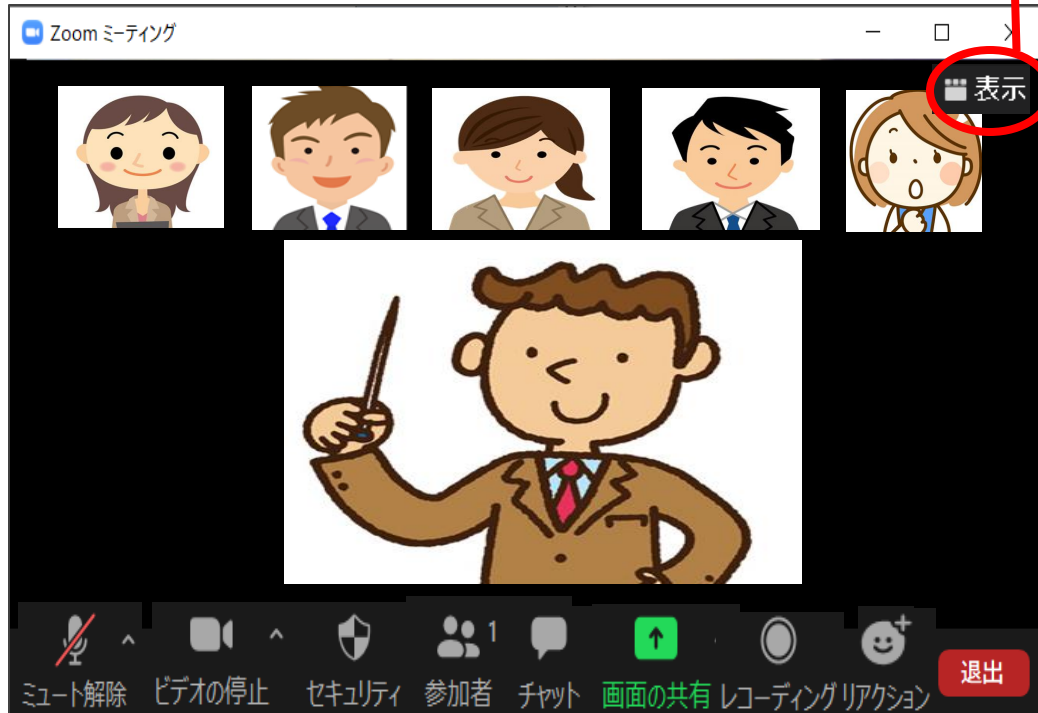 Zoom ミーティング
表示
1
ミュート解除
ビデオの停止
セキュリティ
参加者
チャット
画面の共有
レコーディング
リアクション
退出